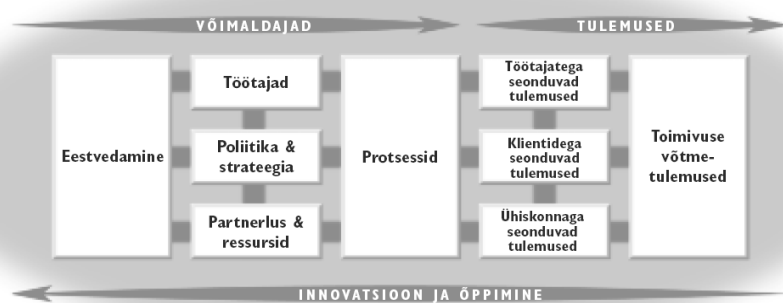 VÕIMALDAJAD
TULEMUSED
Eestvedamine
Töötajad
Poliitika &
strateegia
Partnerlus &
ressursid
Protsessid
Töötajatega
seonduvad
tulemused
Klientidega
seonduvad
tulemused
Ühiskonnaga
seonduvad
tulemused
Toimivuse
võtme-
tulemused
INNOVATSIOON JA ÕPPIMINE